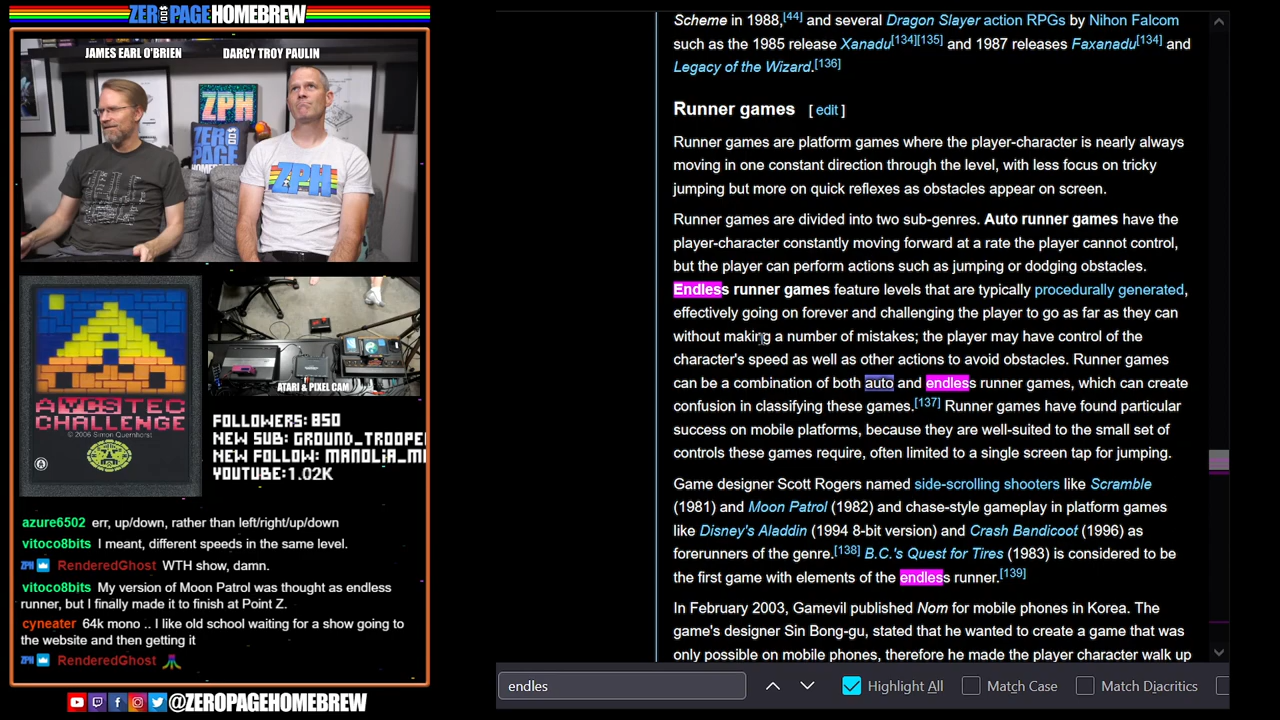 ZEROPAGEHOMEBREW
JAMES EARL O'BRIEN
DARCY TROY PAULIN
ZPH
ZERO
PAGE
HOMEBREW
ZPH
AVCSTEC
CHALLENGE
© 2006 Simon Quernhorst
ATARI & PIXEL CAM
FOLLOWERS: 850
NEW SUB: GROUND_TROOPER
NEW FOLLOW: MANOLIA_M
YOUTUBE:1.02K
azure6502 err, up/down, rather than left/right/up/down
vitoco8bits I meant, different speeds in the same level.
ZPH RenderedGhost WTH show, damn.
vitoco8bits My version of Moon Patrol was thought as endless
runner, but I finally made it to finish at Point Z.
cyneater 64k mono .. I like old school waiting for a show going to
the website and then getting it
ZPH RenderedGhost
@ZEROPAGEHOMEBREW
Scheme in 1988,[44] and several Dragon Slayer action RPGs by Nihon Falcom
such as the 1985 release Xanadu[134][135] and 1987 releases Faxanadu[134] and
Legacy of the Wizard.[136]
Runner games [ edit ]
Runner games are platform games where the player-character is nearly always
moving in one constant direction through the level, with less focus on tricky
jumping but more on quick reflexes as obstacles appear on screen.
Runner games are divided into two sub-genres. Auto runner games have the
player-character constantly moving forward at a rate the player cannot control,
but the player can perform actions such as jumping or dodging obstacles.
Endless runner games feature levels that are typically procedurally generated,
effectively going on forever and challenging the player to go as far as they can
without making a number of mistakes; the player may have control of the
character's speed as well as other actions to avoid obstacles. Runner games
can be a combination of both auto and endless runner games, which can create
confusion in classifying these games.[137] Runner games have found particular
success on mobile platforms, because they are well-suited to the small set of
controls these games require, often limited to a single screen tap for jumping.
Game designer Scott Rogers named side-scrolling shooters like Scramble
(1981) and Moon Patrol (1982) and chase-style gameplay in platform games
like Disney's Aladdin (1994 8-bit version) and Crash Bandicoot (1996) as
forerunners of the genre.[138] B.C.'s Quest for Tires (1983) is considered to be
the first game with elements of the endless runner.[139]
In February 2003, Gamevil published Nom for mobile phones in Korea. The
game's designer Sin Bong-gu, stated that he wanted to create a game that was
only possible on mobile phones, therefore he made the player character walk up
endles
Highlight All
Match Case
Match Diacritics